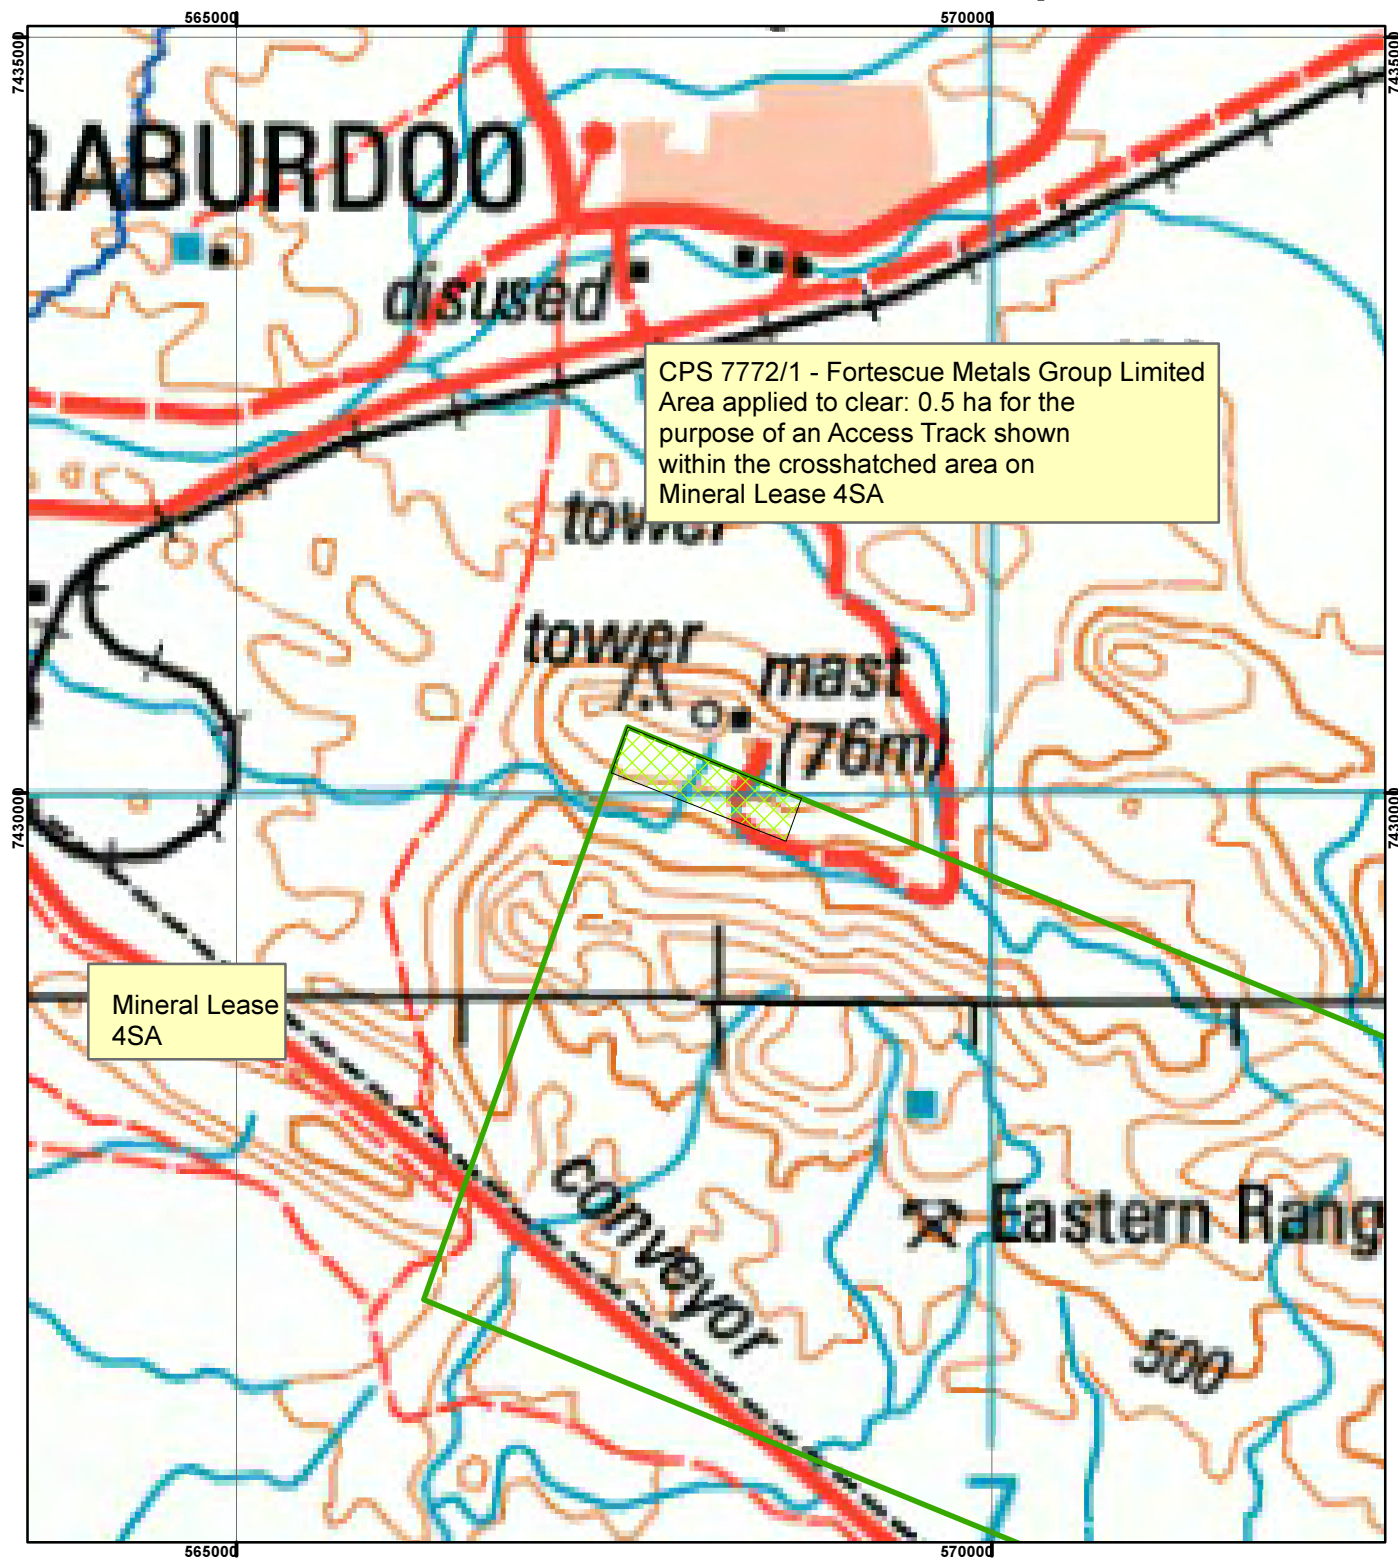 565000
570000
7435000
7435000
RABURDOO
disused
CPS 7772/1 - Fortescue Metals Group Limited
Area applied to clear: 0.5 ha for the
purpose of an Access Track shown
within the crosshatched area on
Mineral Lease 4SA
tower
tower
mast
(76m)
7430000
7430000
Mineral Lease
4SA
conveyor
Eastern Rang
500
7
565000
570000